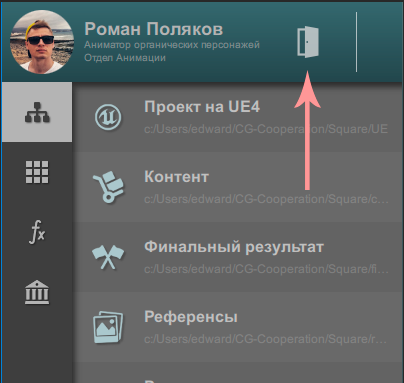 Роман Поляков
Аниматор органических персонажей
Отдел Анимации
Проект на UE4
c:/Users/edward/CG-Cooperation/Square/UE
Контент
c:/Users/edward/CG-Cooperation/Square/c...
fx
Финальный результат
c:/Users/edward/CG-Cooperation/Square/fi...
Референсы
c:/Users/edward/CG-Cooperation/Square/r...